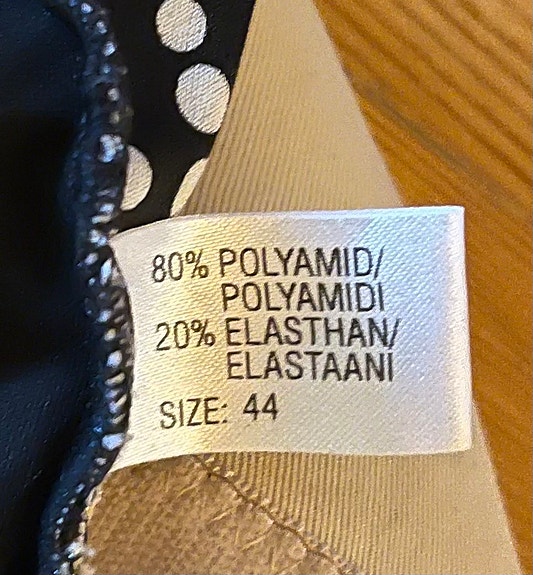 80% POLYAMID/
POLYAMIDI
20% ELASTHAN/
ELASTAANI
SIZE: 44